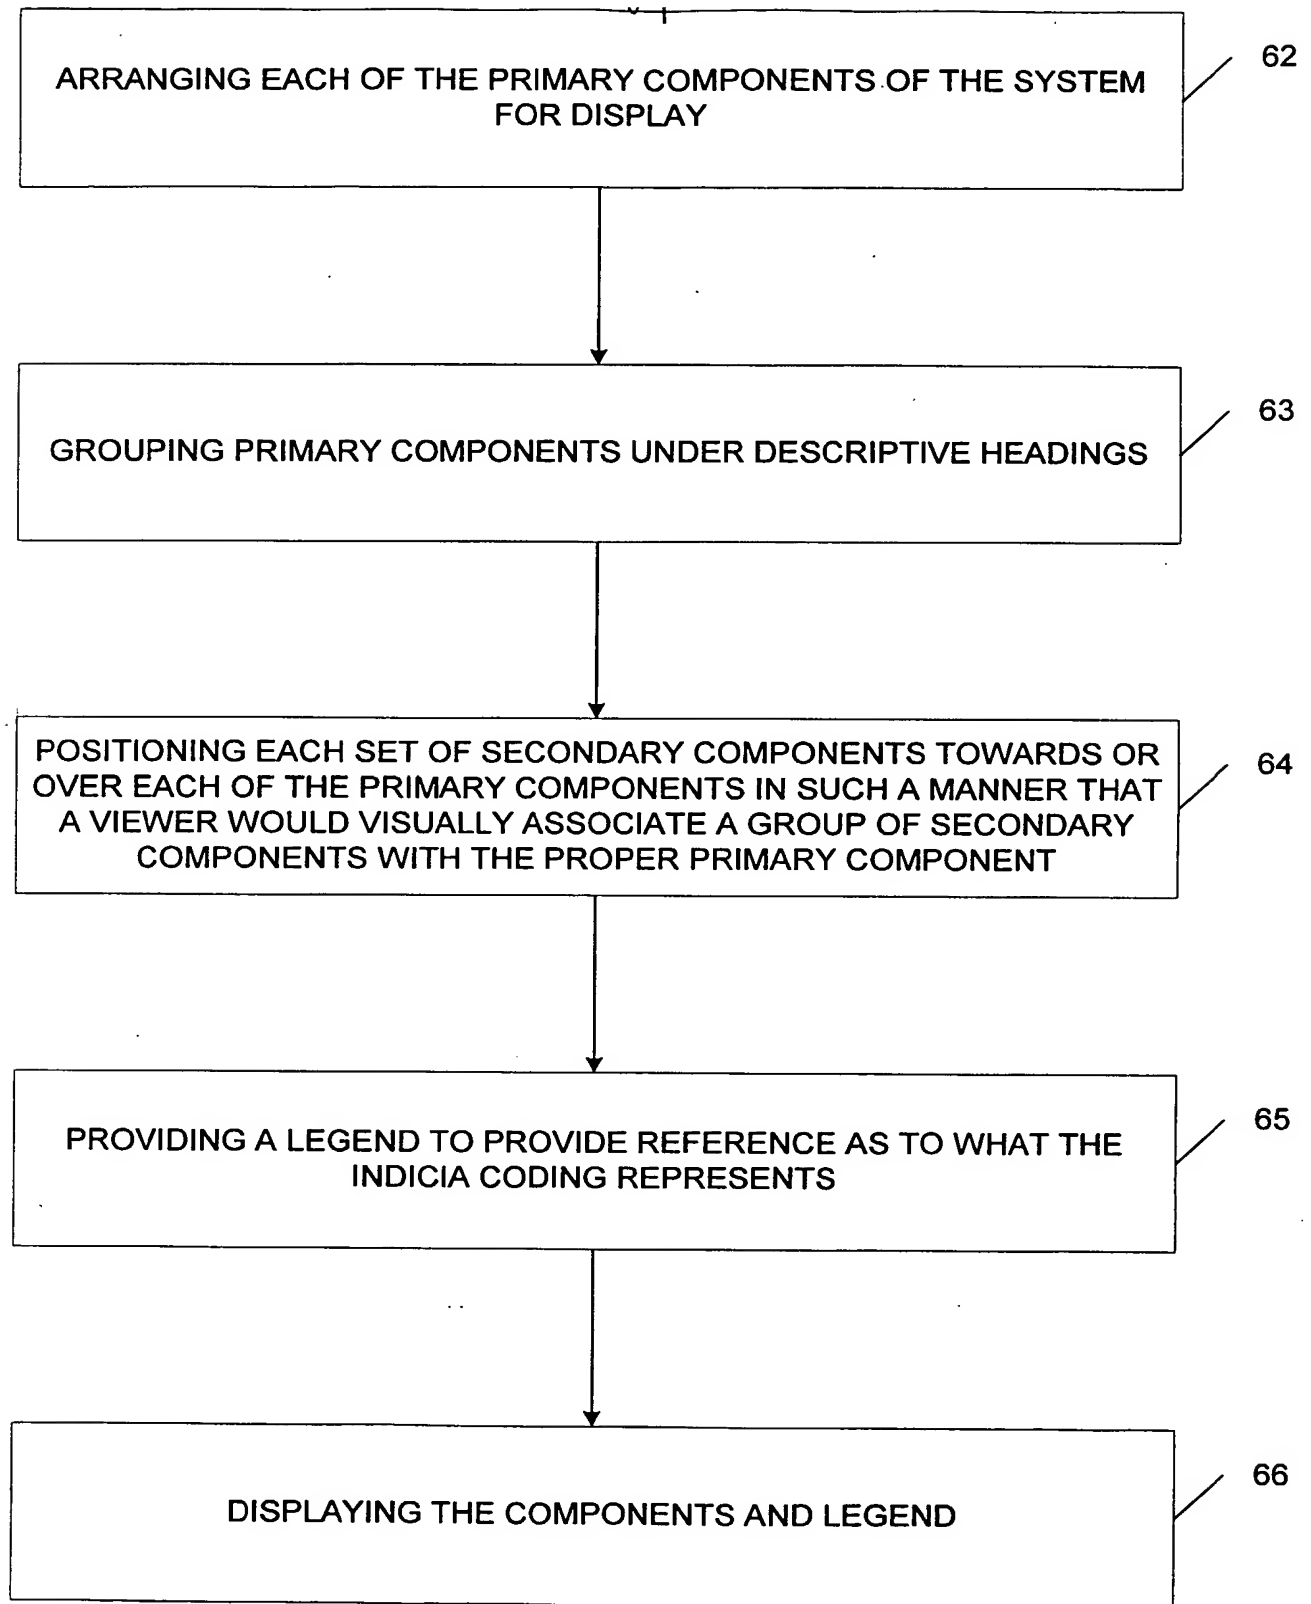 ARRANGING EACH OF THE PRIMARY COMPONENTS OF THE SYSTEM
FOR DISPLAY
62
GROUPING PRIMARY COMPONENTS UNDER DESCRIPTIVE HEADINGS
63
POSITIONING EACH SET OF SECONDARY COMPONENTS TOWARDS OR
OVER EACH OF THE PRIMARY COMPONENTS IN SUCH A MANNER THAT
A VIEWER WOULD VISUALLY ASSOCIATE A GROUP OF SECONDARY
COMPONENTS WITH THE PROPER PRIMARY COMPONENT
64
PROVIDING A LEGEND TO PROVIDE REFERENCE AS TO WHAT THE
INDICIA CODING REPRESENTS
65
DISPLAYING THE COMPONENTS AND LEGEND
66